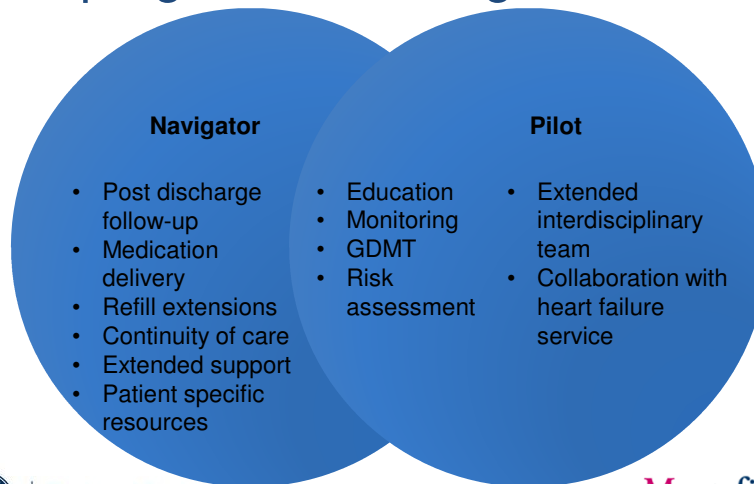 Navigator
• Post discharge
follow-up
• Medication
delivery
• Refill extensions
• Continuity of care
• Extended support
• Patient specific
resources
• Education
• Monitoring
• GDMT
• Risk
assessment
Pilot
• Extended
interdisciplinary
team
• Collaboration with
heart failure
service